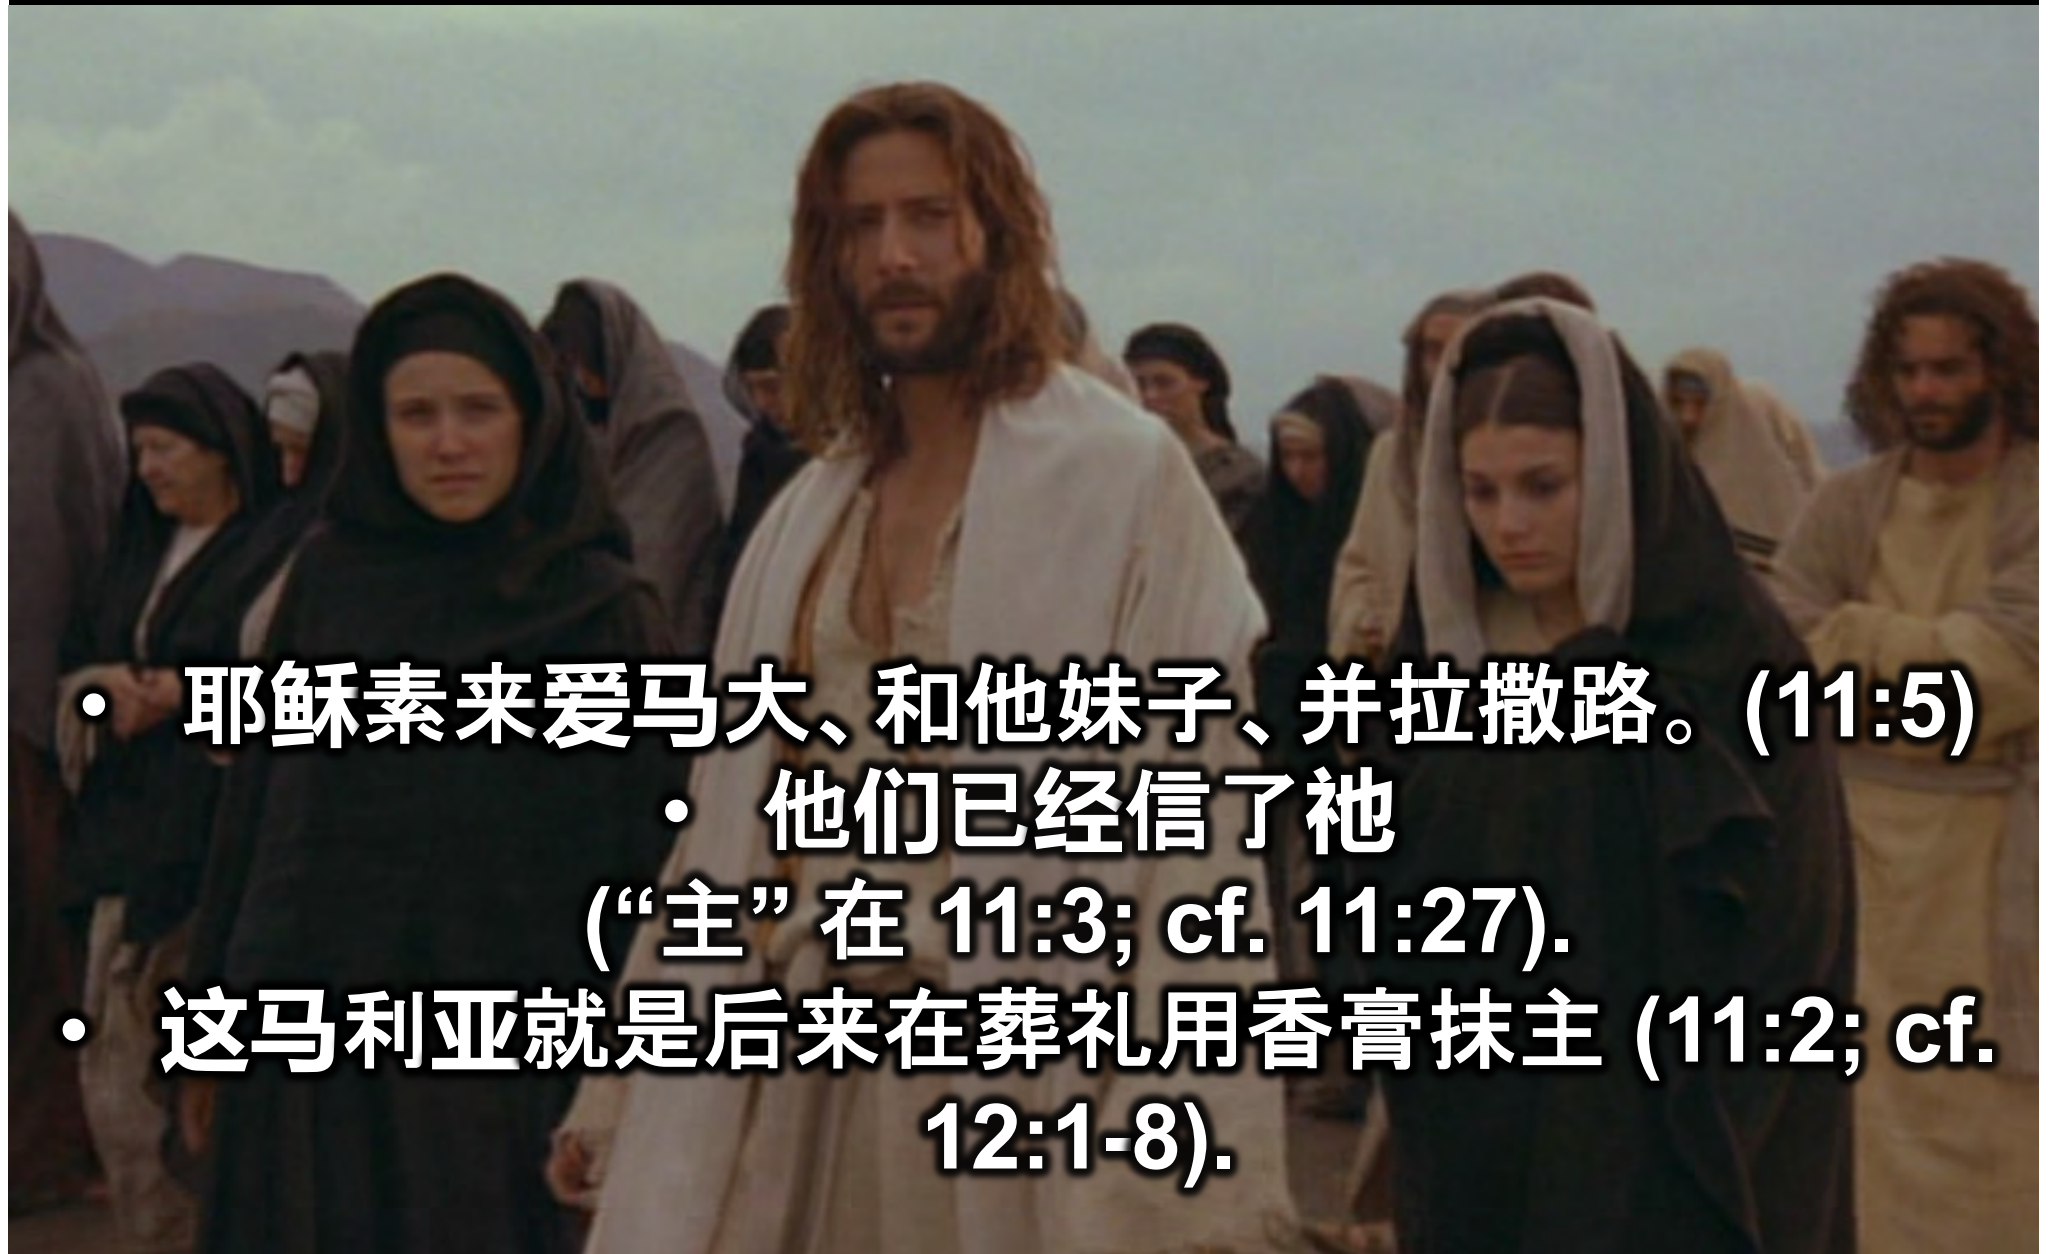 • 耶稣素来爱马大、和他妹子、并拉撒路。(11:5)
• 他们已经信了祂
(“主” 在 11:3; cf. 11:27).
• 这马利亚就是后来在葬礼用香膏抹主 (11:2; cf.
12:1-8).